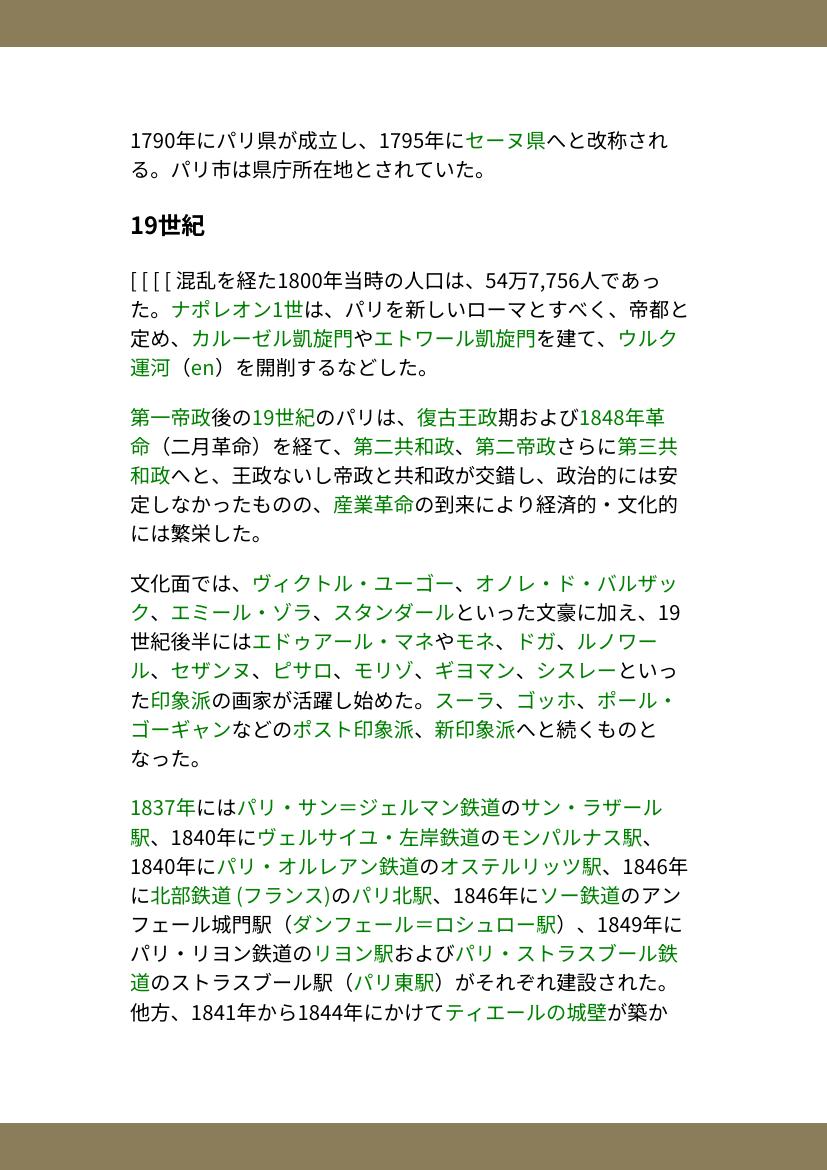 1790年にパリ県が成立し、1795年にセーヌ県へと改称され
る。パリ市は県庁所在地とされていた。
19世紀
[ [ [ [ 混乱を経た1800年当時の人口は、54万7,756人であっ
た。ナポレオン1世は、パリを新しいローマとすべく、帝都と
定め、カルーゼル凱旋門やエトワール凱旋門を建て、ウルク
運河（en）を開削するなどした。
第一帝政後の19世紀のパリは、復古王政期および1848年革
命（二月革命）を経て、第二共和政、第二帝政さらに第三共
和政へと、王政ないし帝政と共和政が交錯し、政治的には安
定しなかったものの、産業革命の到来により経済的・文化的
には繁栄した。
文化面では、ヴィクトル・ユーゴー、オノレ・ド・バルザッ
ク、エミール・ゾラ、スタンダールといった文豪に加え、19
世紀後半にはエドゥアール・マネやモネ、ドガ、ルノワー
ル、セザンヌ、ピサロ、モリゾ、ギヨマン、シスレーといっ
た印象派の画家が活躍し始めた。スーラ、ゴッホ、ポール・
ゴーギャンなどのポスト印象派、新印象派へと続くものと
なった。
1837年にはパリ・サン＝ジェルマン鉄道のサン・ラザール
駅、1840年にヴェルサイユ・左岸鉄道のモンパルナス駅、
1840年にパリ・オルレアン鉄道のオステルリッツ駅、1846年
に北部鉄道 (フランス)のパリ北駅、1846年にソー鉄道のアン
フェール城門駅（ダンフェール＝ロシュロー駅）、1849年に
パリ・リヨン鉄道のリヨン駅およびパリ・ストラスブール鉄
道のストラスブール駅（パリ東駅）がそれぞれ建設された。
他方、1841年から1844年にかけてティエールの城壁が築か